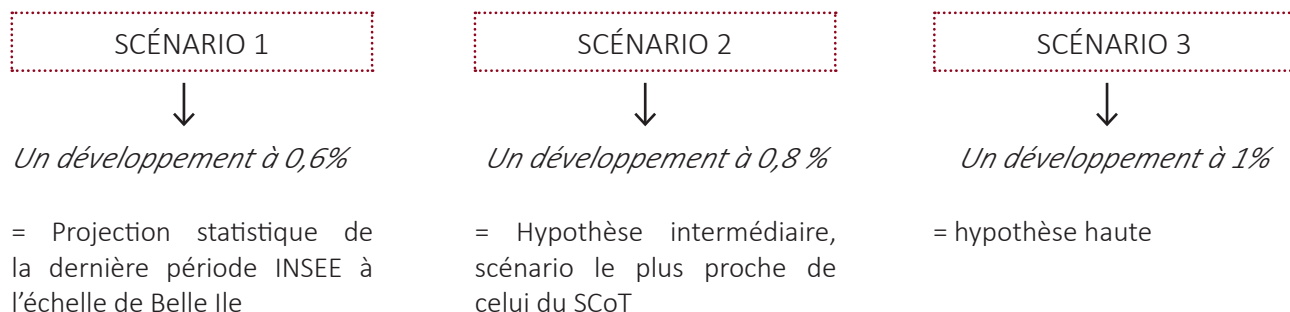 SCÉNARIO 1
Un développement à 0,6%
= Projection statistique de
la dernière période INSEE à
l’échelle de Belle Ile
SCÉNARIO 2
Un développement à 0,8 %
= Hypothèse intermédiaire,
scénario le plus proche de
celui du SCoT
SCÉNARIO 3
Un développement à 1%
= hypothèse haute